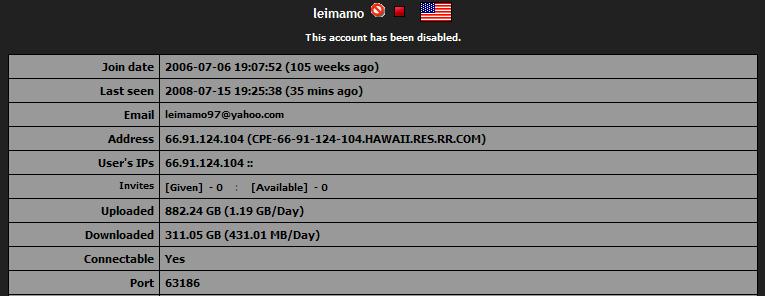 leimamo
This account has been disabled.
Join date 2006-07-06 19:07:52 (105 weeks ago)
Last seen 2008-07-15 19:25:38 (35 mins ago)
Email leimamo97@yahoo.com
Address 66.91.124.104 (CPE-66-91-124-104.HAWAII.RES.RR.COM)
User's IPs 66.91.124.104 ::
Invites [Given] - 0 : [Available] - 0
Uploaded 882.24 GB (1.19 GB/Day)
Downloaded 311.05 GB (431.01 MB/Day)
Connectable Yes
Port 63186